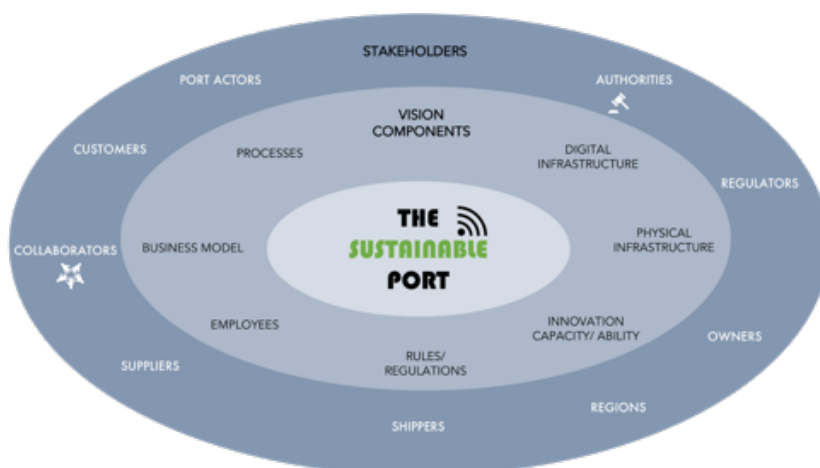 STAKEHOLDERS
PORT ACTORS
AUTHORITIES
CUSTOMERS
REGULATORS
COLLABORATORS
OWNERS
SUPPLIERS
REGIONS
SHIPPERS
VISION
COMPONENTS
PROCESSES
DIGITAL
INFRASTRUCTURE
BUSINESS MODEL
PHYSICAL
INFRASTRUCTURE
EMPLOYEES
INNOVATION
CAPACITY/ ABILITY
RULES/
REGULATIONS
THE
SUSTAINABLE
PORT